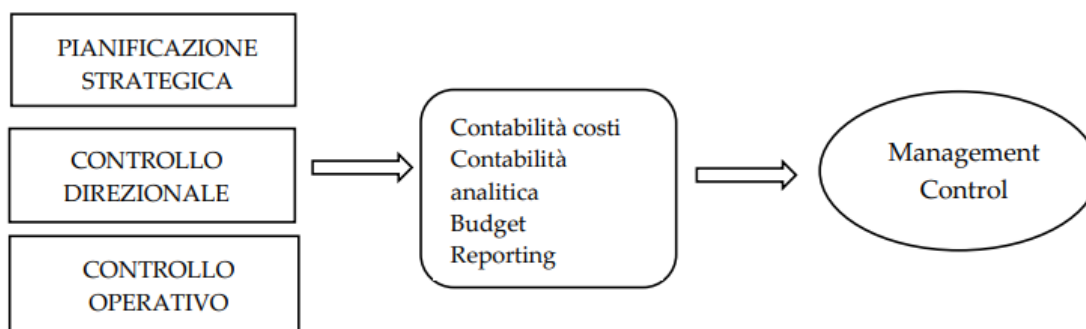 PIANIFICAZIONE
STRATEGICA
CONTROLLO
DIREZIONALE
CONTROLLO
OPERATIVO
Contabilità costi
Contabilità
analitica
Budget
Reporting
Management
Control